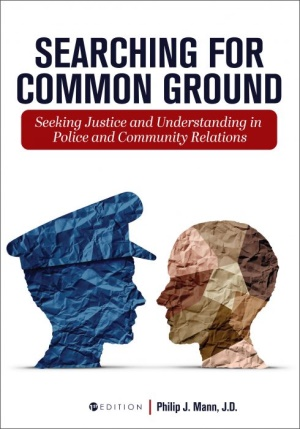 SEARCHING FOR
COMMON GROUND
Seeking Justice and Understanding in
Police and Community Relations
1ST EDITION | Philip J. Mann, J.D.